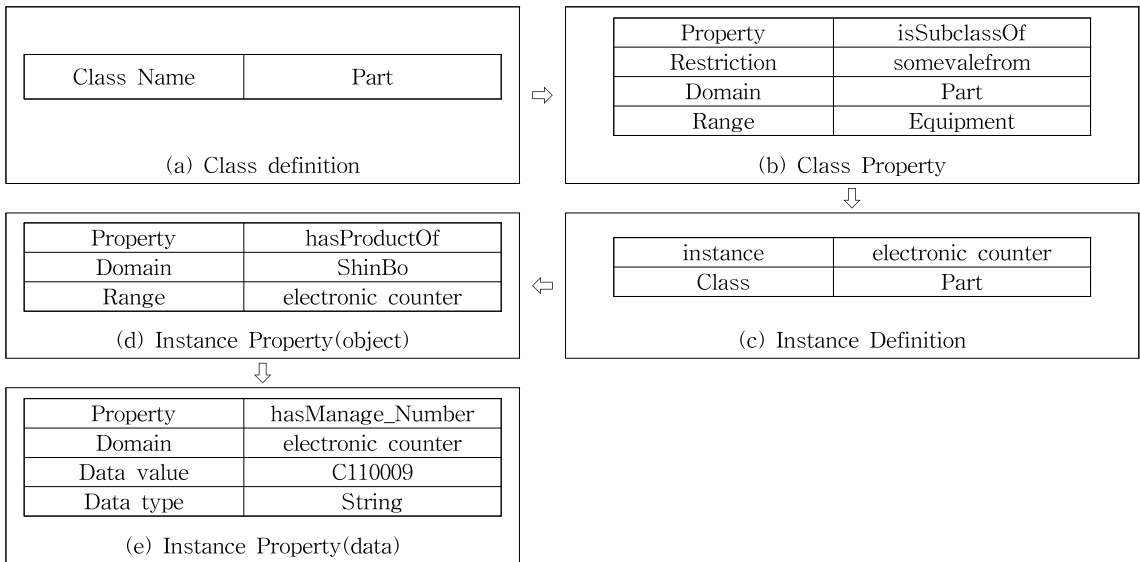 Class Name Part
(a) Class definition
Property isSubclassOf
Restriction somevalefrom
Domain Part
Range Equipment
(b) Class Property
instance electronic counter
Class Part
(c) Instance Definition
Property hasProductOf
Domain ShinBo
Range electronic counter
(d) Instance Property(object)
Property hasManage_Number
Domain electronic counter
Data value C110009
Data type String
(e) Instance Property(data)